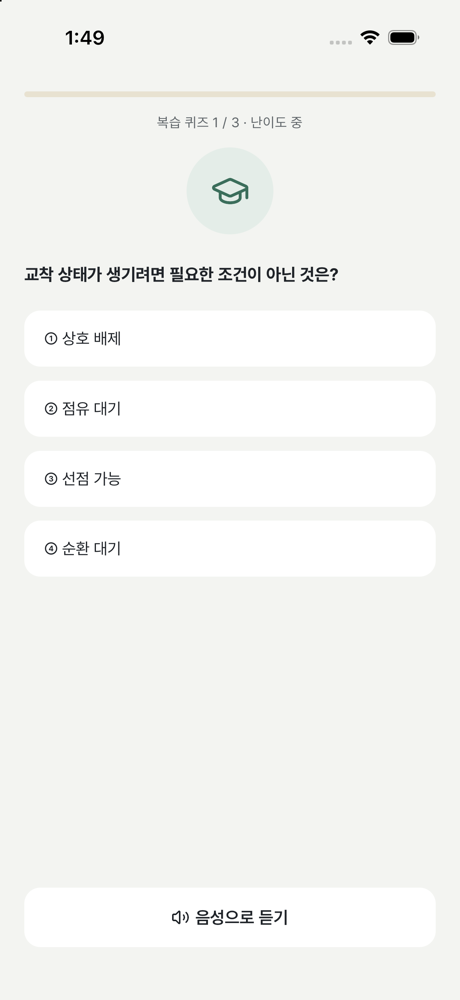 1:49
복습 퀴즈 1 / 3 · 난이도 중
교착 상태가 생기려면 필요한 조건이 아닌 것은?
① 상호 배제
② 점유 대기
③ 선점 가능
④ 순환 대기
음성으로 듣기